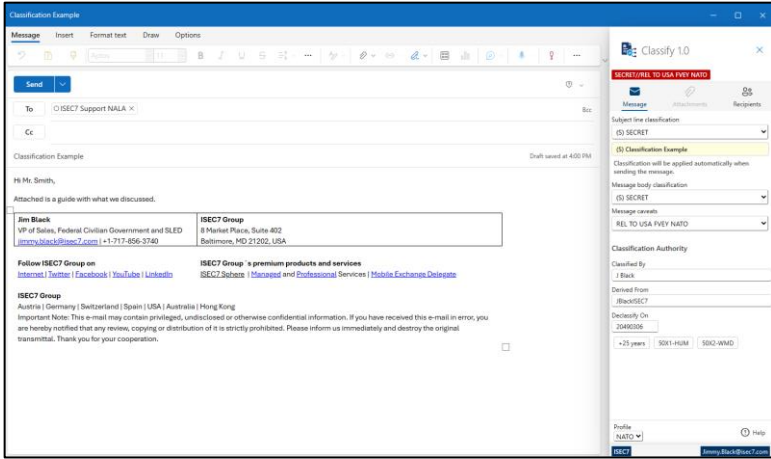 Classification Example
Message Insert Format text Draw Options
Aptos 11
Send
To ISEC7 Support NALA Bcc
Cc
Classification Example Draft saved at 4:00 PM
Hi Mr. Smith,
Attached is a guide with what we discussed.
Jim Black ISEC7 Group
VP of Sales, Federal Civilian Government and SLED 8 Market Place, Suite 402
jimmy.black@isec7.com | +1-717-856-3740 Baltimore, MD 21202, USA
Follow ISEC7 Group on ISEC7 Group `s premium products and services
Internet | Twitter | Facebook | YouTube | LinkedIn ISEC7 Sphere | Managed and Professional Services | Mobile Exchange Delegate
ISEC7 Group
Austria | Germany | Switzerland | Spain | USA | Australia | Hong Kong
Important Note: This e-mail may contain privileged, undisclosed or otherwise confidential information. If you have received this e-mail in error, you
are hereby notified that any review, copying or distribution of it is strictly prohibited. Please inform us immediately and destroy the original
transmittal. Thank you for your cooperation.
Classify 1.0
SECRET//REL TO USA FVEY NATO
Message Attachments Recipients
Subject line classification
(S) SECRET
(S) Classification Example
Classification will be applied automatically when
sending the message.
Message body classification
(S) SECRET
Message caveats
REL TO USA FVEY NATO
Classification Authority
Classified By
J Black
Derived From
JBlackISEC7
Declassify On
20490306
+25 years 50X1-HUM 50X2-WMD
Profile
NATO Help
ISEC7 Jimmy.Black@isec7.com